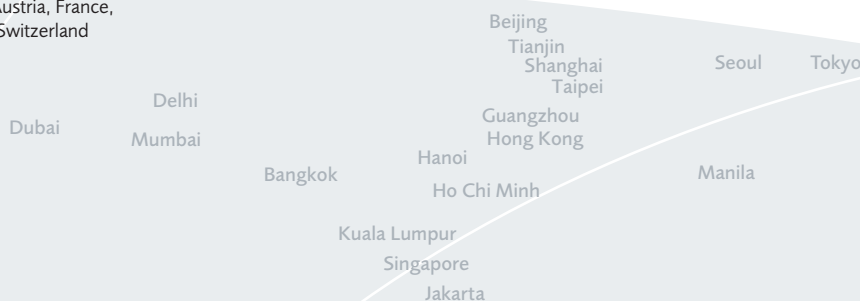 Austria, France,
Switzerland
Beijing
Tianjin
Shanghai
Seoul
Tokyo
Taipei
Delhi
Guangzhou
Dubai
Mumbai
Hong Kong
Hanoi
Bangkok
Manila
Ho Chi Minh
Kuala Lumpur
Singapore
Jakarta